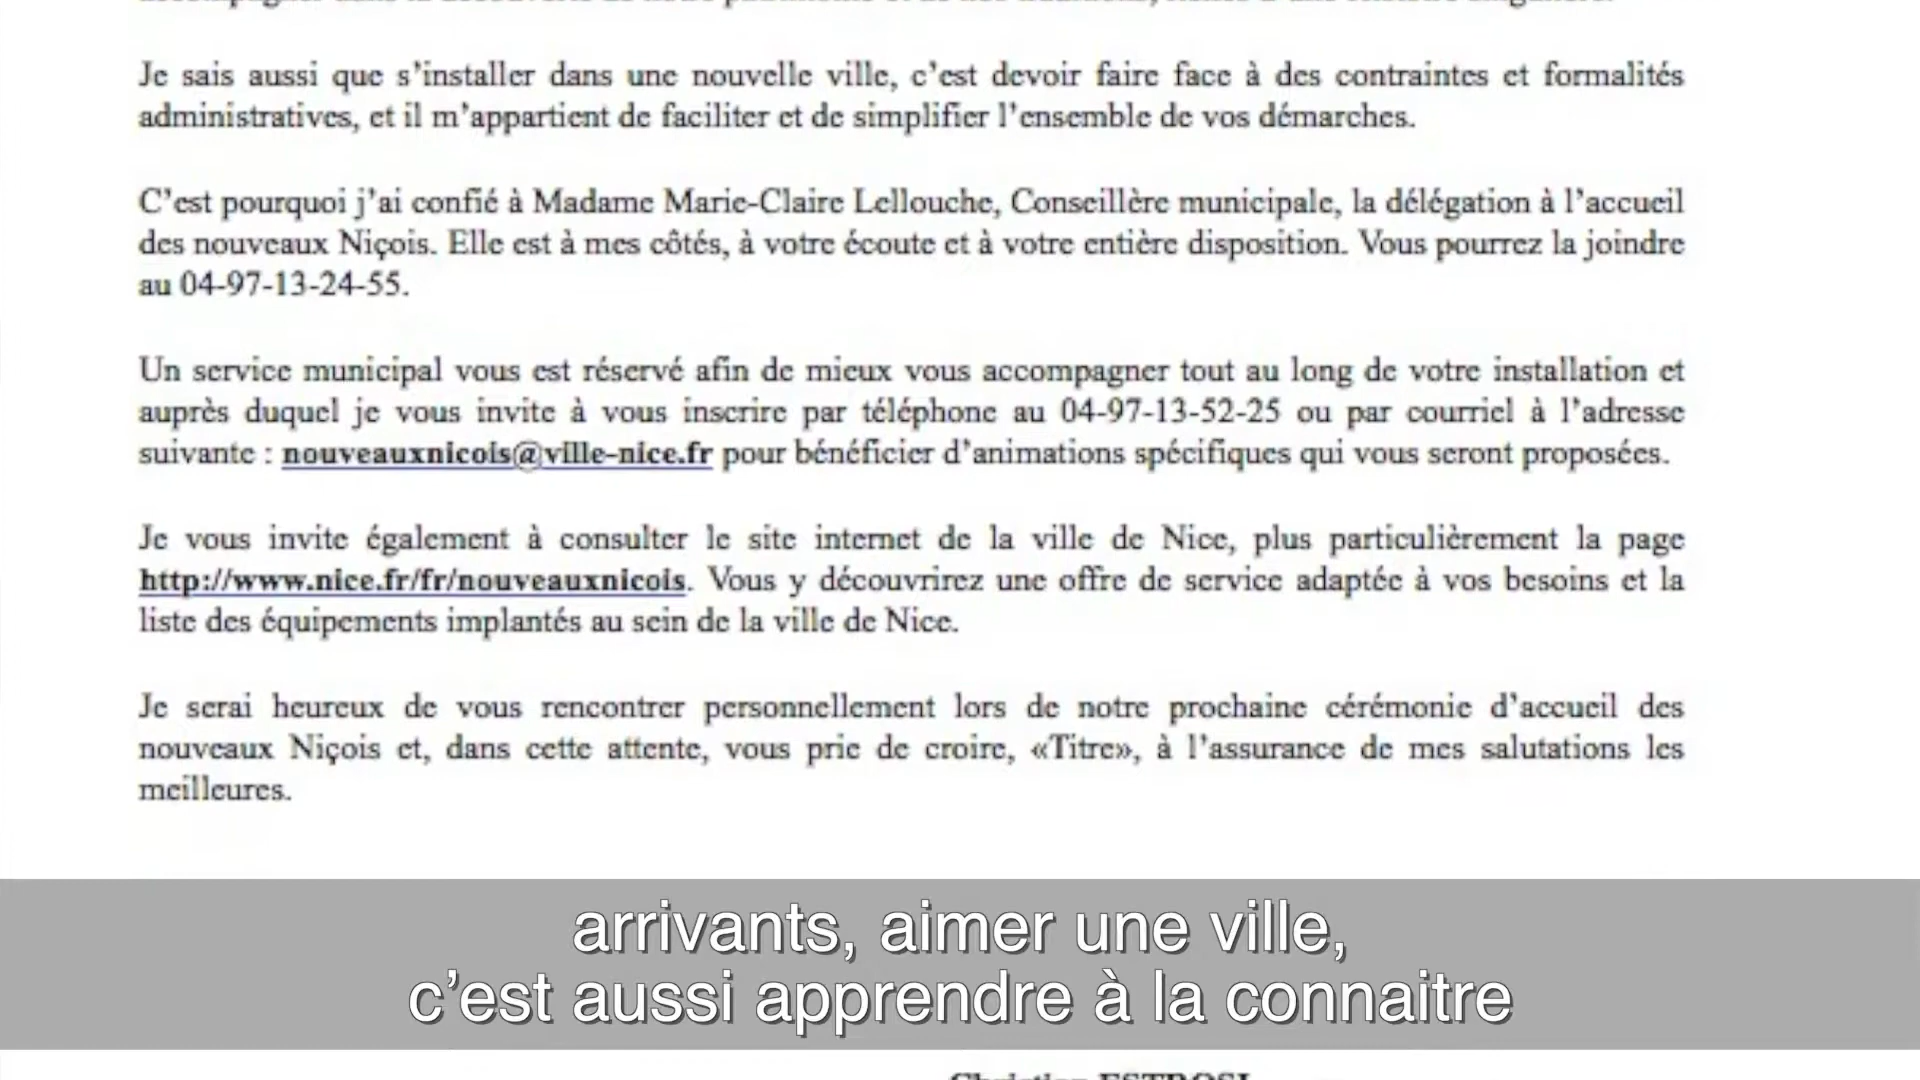 Je sais aussi que s'installer dans une nouvelle ville, c'est devoir faire face à des contraintes et formalités
administratives, et il m'appartient de faciliter et de simplifier l'ensemble de vos démarches.
C'est pourquoi j'ai confié à Madame Marie-Claire Lellouche, Conseillère municipale, la délégation à l'accueil
des nouveaux Niçois. Elle est à mes côtés, à votre écoute et à votre entière disposition. Vous pourrez la joindre
au 04-97-13-24-55.
Un service municipal vous est réservé afin de mieux vous accompagner tout au long de votre installation et
auprès duquel je vous invite à vous inscrire par téléphone au 04-97-13-52-25 ou par courriel à l'adresse
suivante : nouveauxnicois@ville-nice.fr pour bénéficier d'animations spécifiques qui vous seront proposées.
Je vous invite également à consulter le site internet de la ville de Nice, plus particulièrement la page
http://www.nice.fr/fr/nouveauxnicois. Vous y découvrirez une offre de service adaptée à vos besoins et la
liste des équipements implantés au sein de la ville de Nice.
Je serai heureux de vous rencontrer personnellement lors de notre prochaine cérémonie d'accueil des
nouveaux Niçois et, dans cette attente, vous prie de croire, «Titre», à l'assurance de mes salutations les
meilleures.
arrivants, aimer une ville,
c'est aussi apprendre à la connaitre
Christian ESTROSI